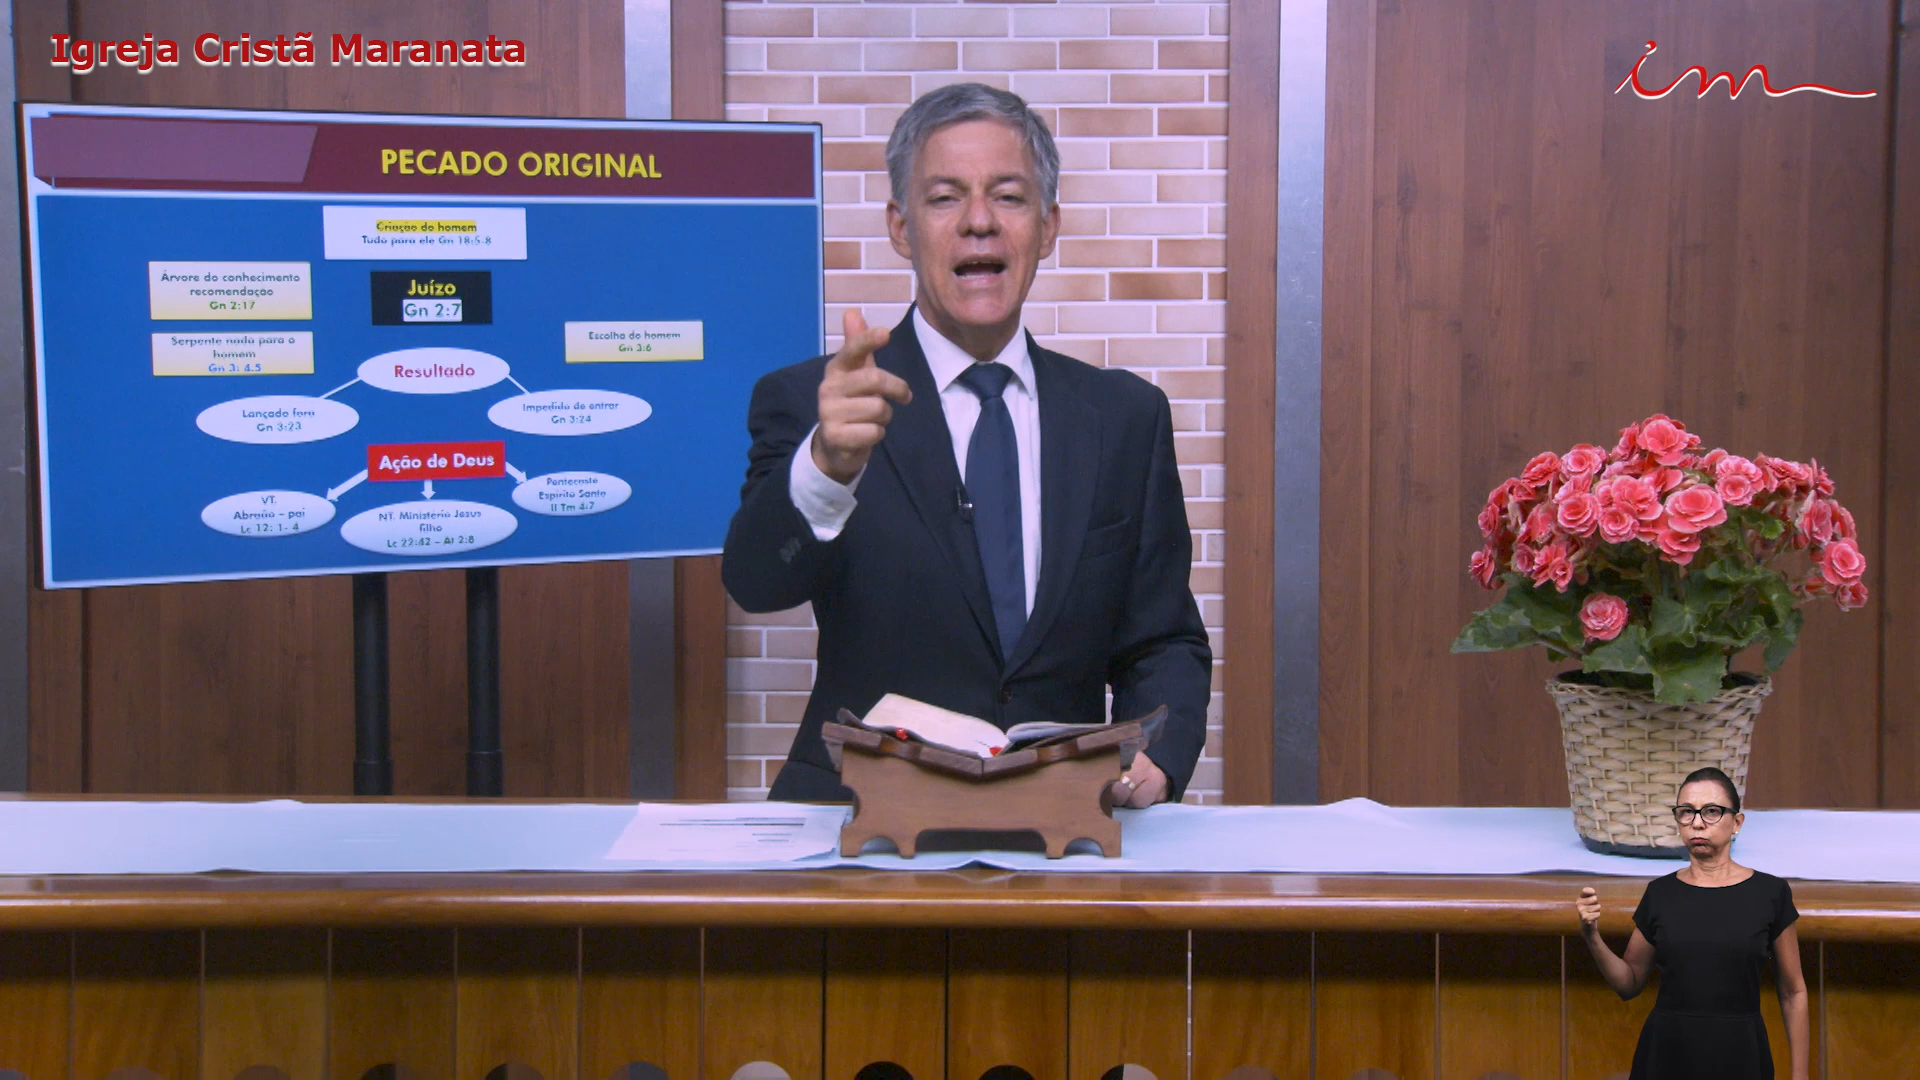 Igreja Cristã Maranata
im
PECADO ORIGINAL
Criação do homem
Tudo para ele Gn 18:5-8
Árvore do conhecimento
recomendação
Gn 2:17
Juízo
Gn 2:7
Serpente nada para o
homem
Gn 3: 4.5
Escolha do homem
Gn 3:6
Resultado
Lançado fora
Gn 3:23
Impedido de entrar
Gn 3:24
Ação de Deus
VT.
Abraão – pai
Lc 12: 1- 4
NT. Ministerio Jesus
filho
Lc 22:42 – At 2:8
Pentecoste
Espirito Santo
II Tm 4:7